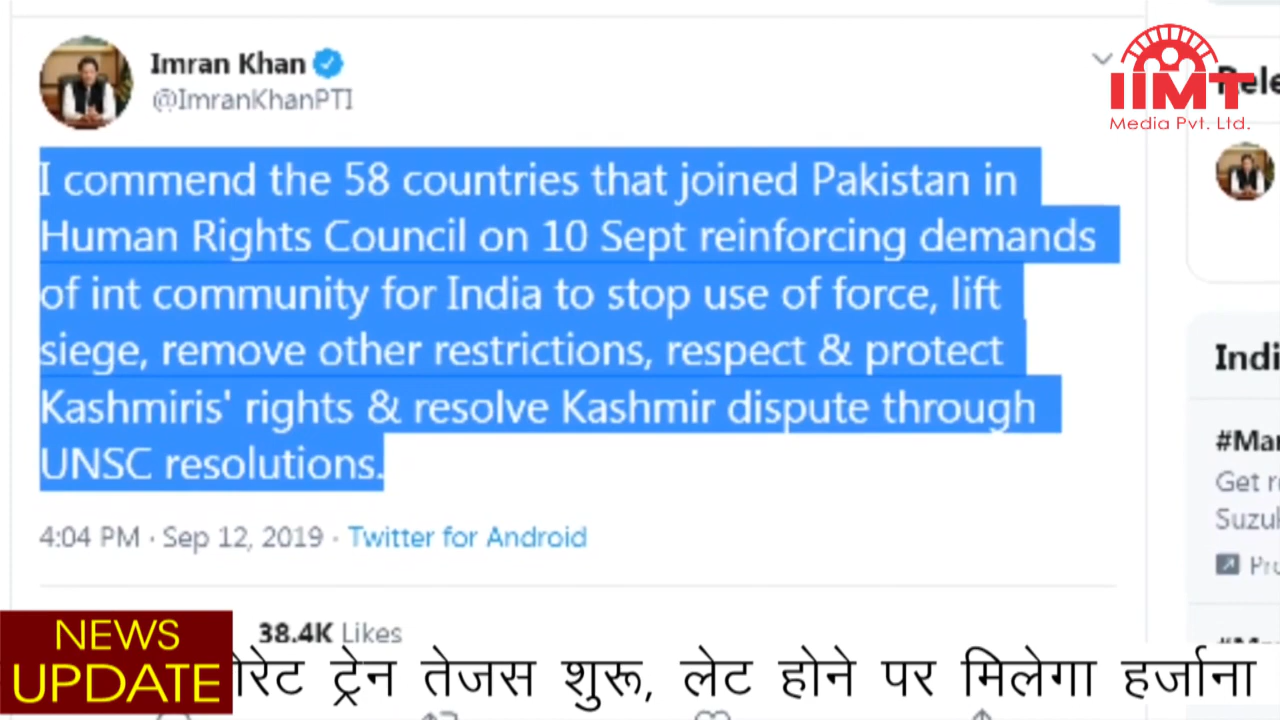 Imran Khan
@ImranKhanPTI
I commend the 58 countries that joined Pakistan in
Human Rights Council on 10 Sept reinforcing demands
of int community for India to stop use of force, lift
siege, remove other restrictions, respect & protect
Kashmiris' rights & resolve Kashmir dispute through
UNSC resolutions.
4:04 PM · Sep 12, 2019 · Twitter for Android
38.4K Likes
IIMT
Media Pvt. Ltd.
Indi
Get
NEWS
UPDATE
ट्रेन तेजस शुरू, लेट होने पर मिलेगा हर्जाना